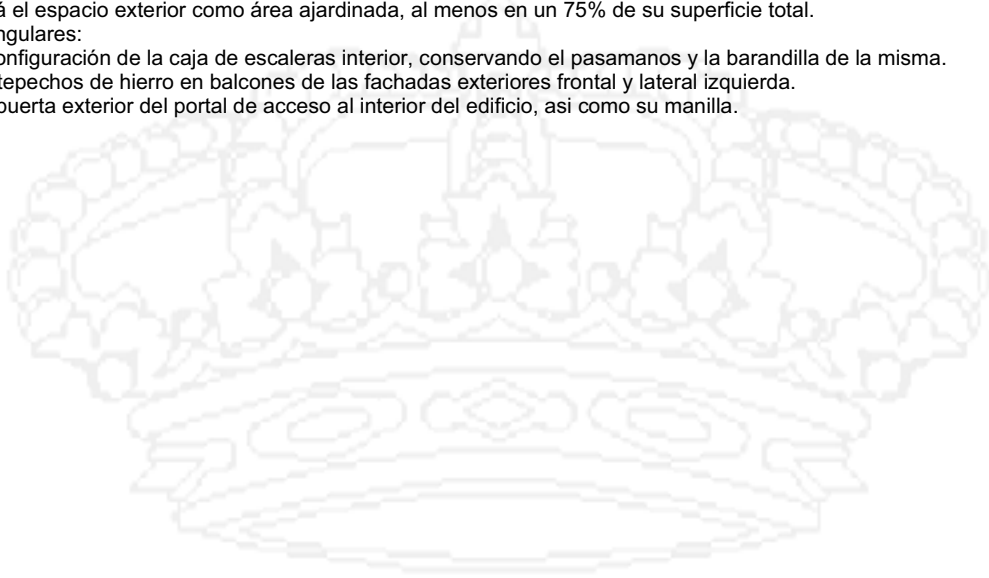 á el espacio exterior como área ajardinada, al menos en un 75% de su superficie total.
ngulares:
onfiguración de la caja de escaleras interior, conservando el pasamanos y la barandilla de la misma.
tepechos de hierro en balcones de las fachadas exteriores frontal y lateral izquierda.
puerta exterior del portal de acceso al interior del edificio, asi como su manilla.